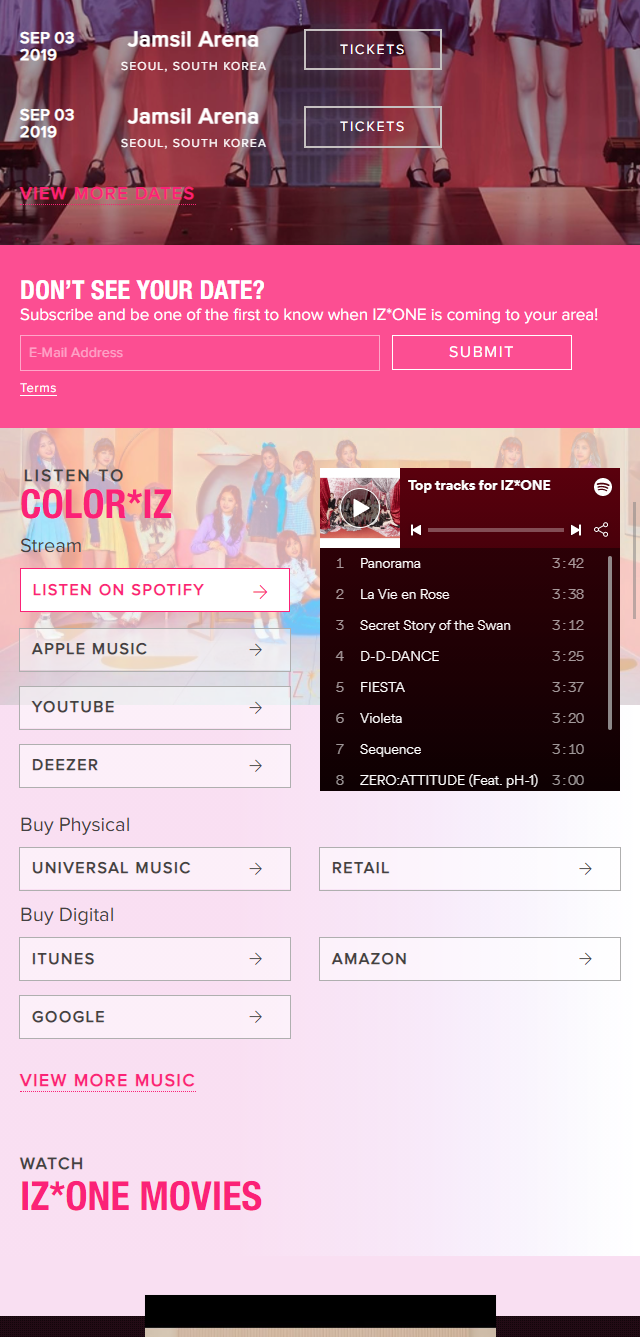 SEP 03
2019
Jamsil Arena
SEOUL, SOUTH KOREA
TICKETS
SEP 03
2019
Jamsil Arena
SEOUL, SOUTH KOREA
TICKETS
VIEW MORE DATES
DON'T SEE YOUR DATE?
Subscribe and be one of the first to know when IZ*ONE is coming to your area!
E-Mail Address
SUBMIT
Terms
LISTEN TO
COLOR*IZ
Stream
LISTEN ON SPOTIFY
APPLE MUSIC
YOUTUBE
DEEZER
Top tracks for IZ*ONE
1 Panorama 3:42
2 La Vie en Rose 3:38
3 Secret Story of the Swan 3:12
4 D-D-DANCE 3:25
5 FIESTA 3:37
6 Violeta 3:20
7 Sequence 3:10
8 ZERO:ATTITUDE (Feat. pH-1) 3:00
Buy Physical
UNIVERSAL MUSIC
RETAIL
Buy Digital
ITUNES
AMAZON
GOOGLE
VIEW MORE MUSIC
WATCH
IZ*ONE MOVIES